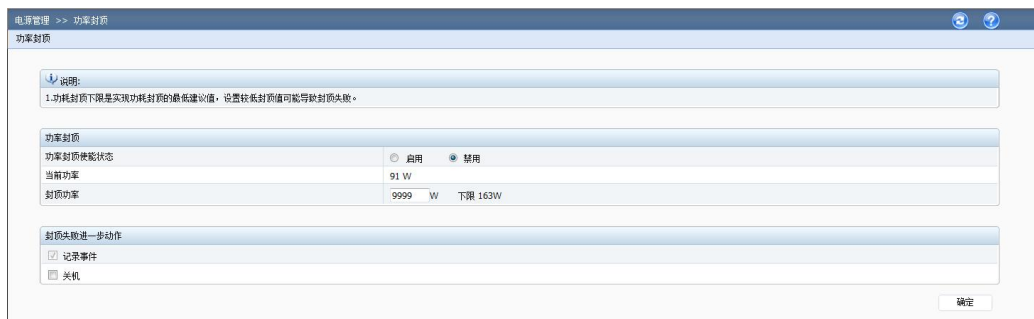 电源管理 >> 功率封顶
功率封顶
说明:
1.功耗封顶下限是实现功耗封顶的最低建议值，设置较低封顶值可能导致封顶失败。
功率封顶
功率封顶使能状态 启用 禁用
当前功率 91 W
封顶功率 9999 W 下限 163W
封顶失败进一步动作
记录事件
关机
确定